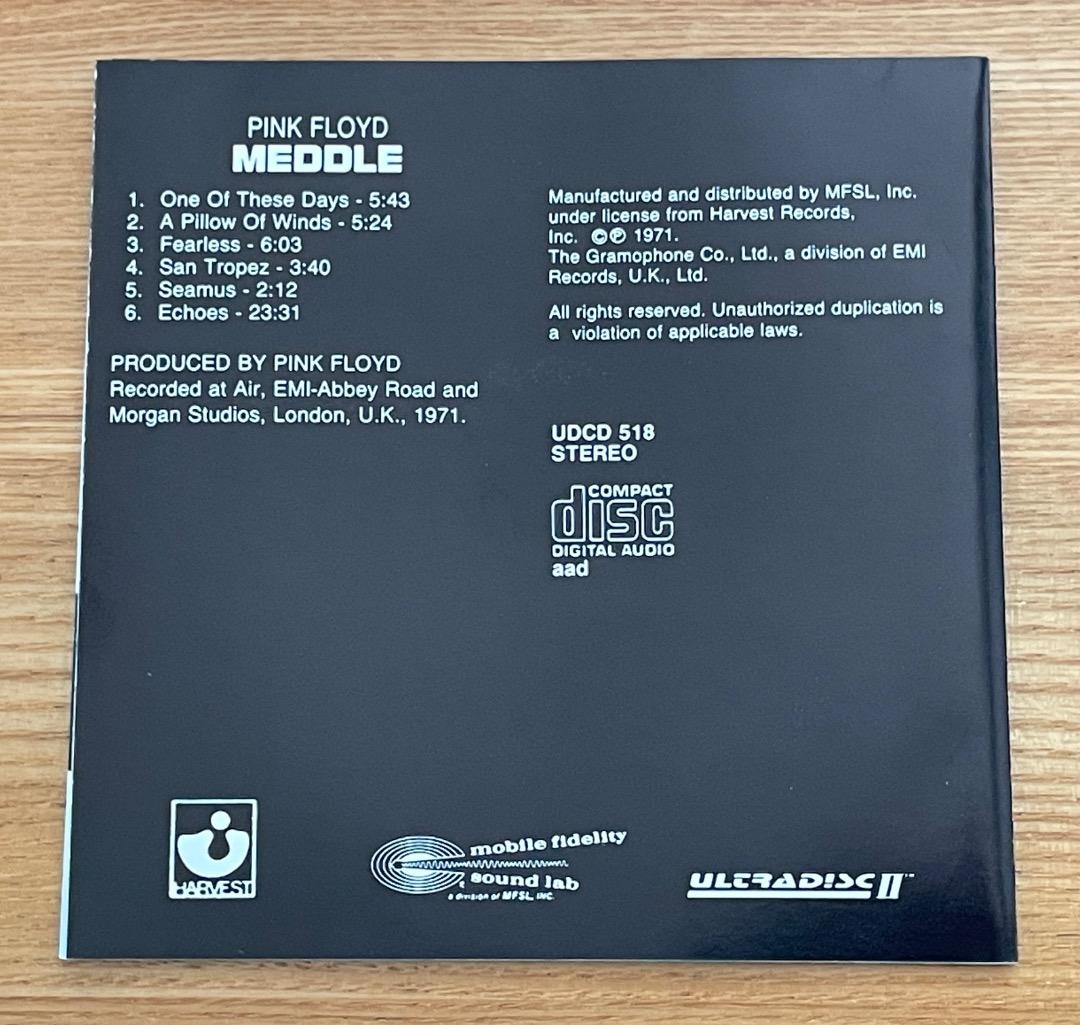 PINK FLOYD
MEDDLE
1. One Of These Days - 5:43
2. A Pillow Of Winds - 5:24
3. Fearless - 6:03
4. San Tropez - 3:40
5. Seamus - 2:12
6. Echoes - 23:31
PRODUCED BY PINK FLOYD
Recorded at Air, EMI-Abbey Road and
Morgan Studios, London, U.K., 1971.
Manufactured and distributed by MFSL, Inc.
under license from Harvest Records,
Inc. ©℗ 1971.
The Gramophone Co., Ltd., a division of EMI
Records, U.K., Ltd.
All rights reserved. Unauthorized duplication is
a violation of applicable laws.
UDCD 518
STEREO
COMPACT
disc
DIGITAL AUDIO
aad
HARVEST
mobile fidelity
sound lab
a division of MFSL, INC.
ULTRADISC II™